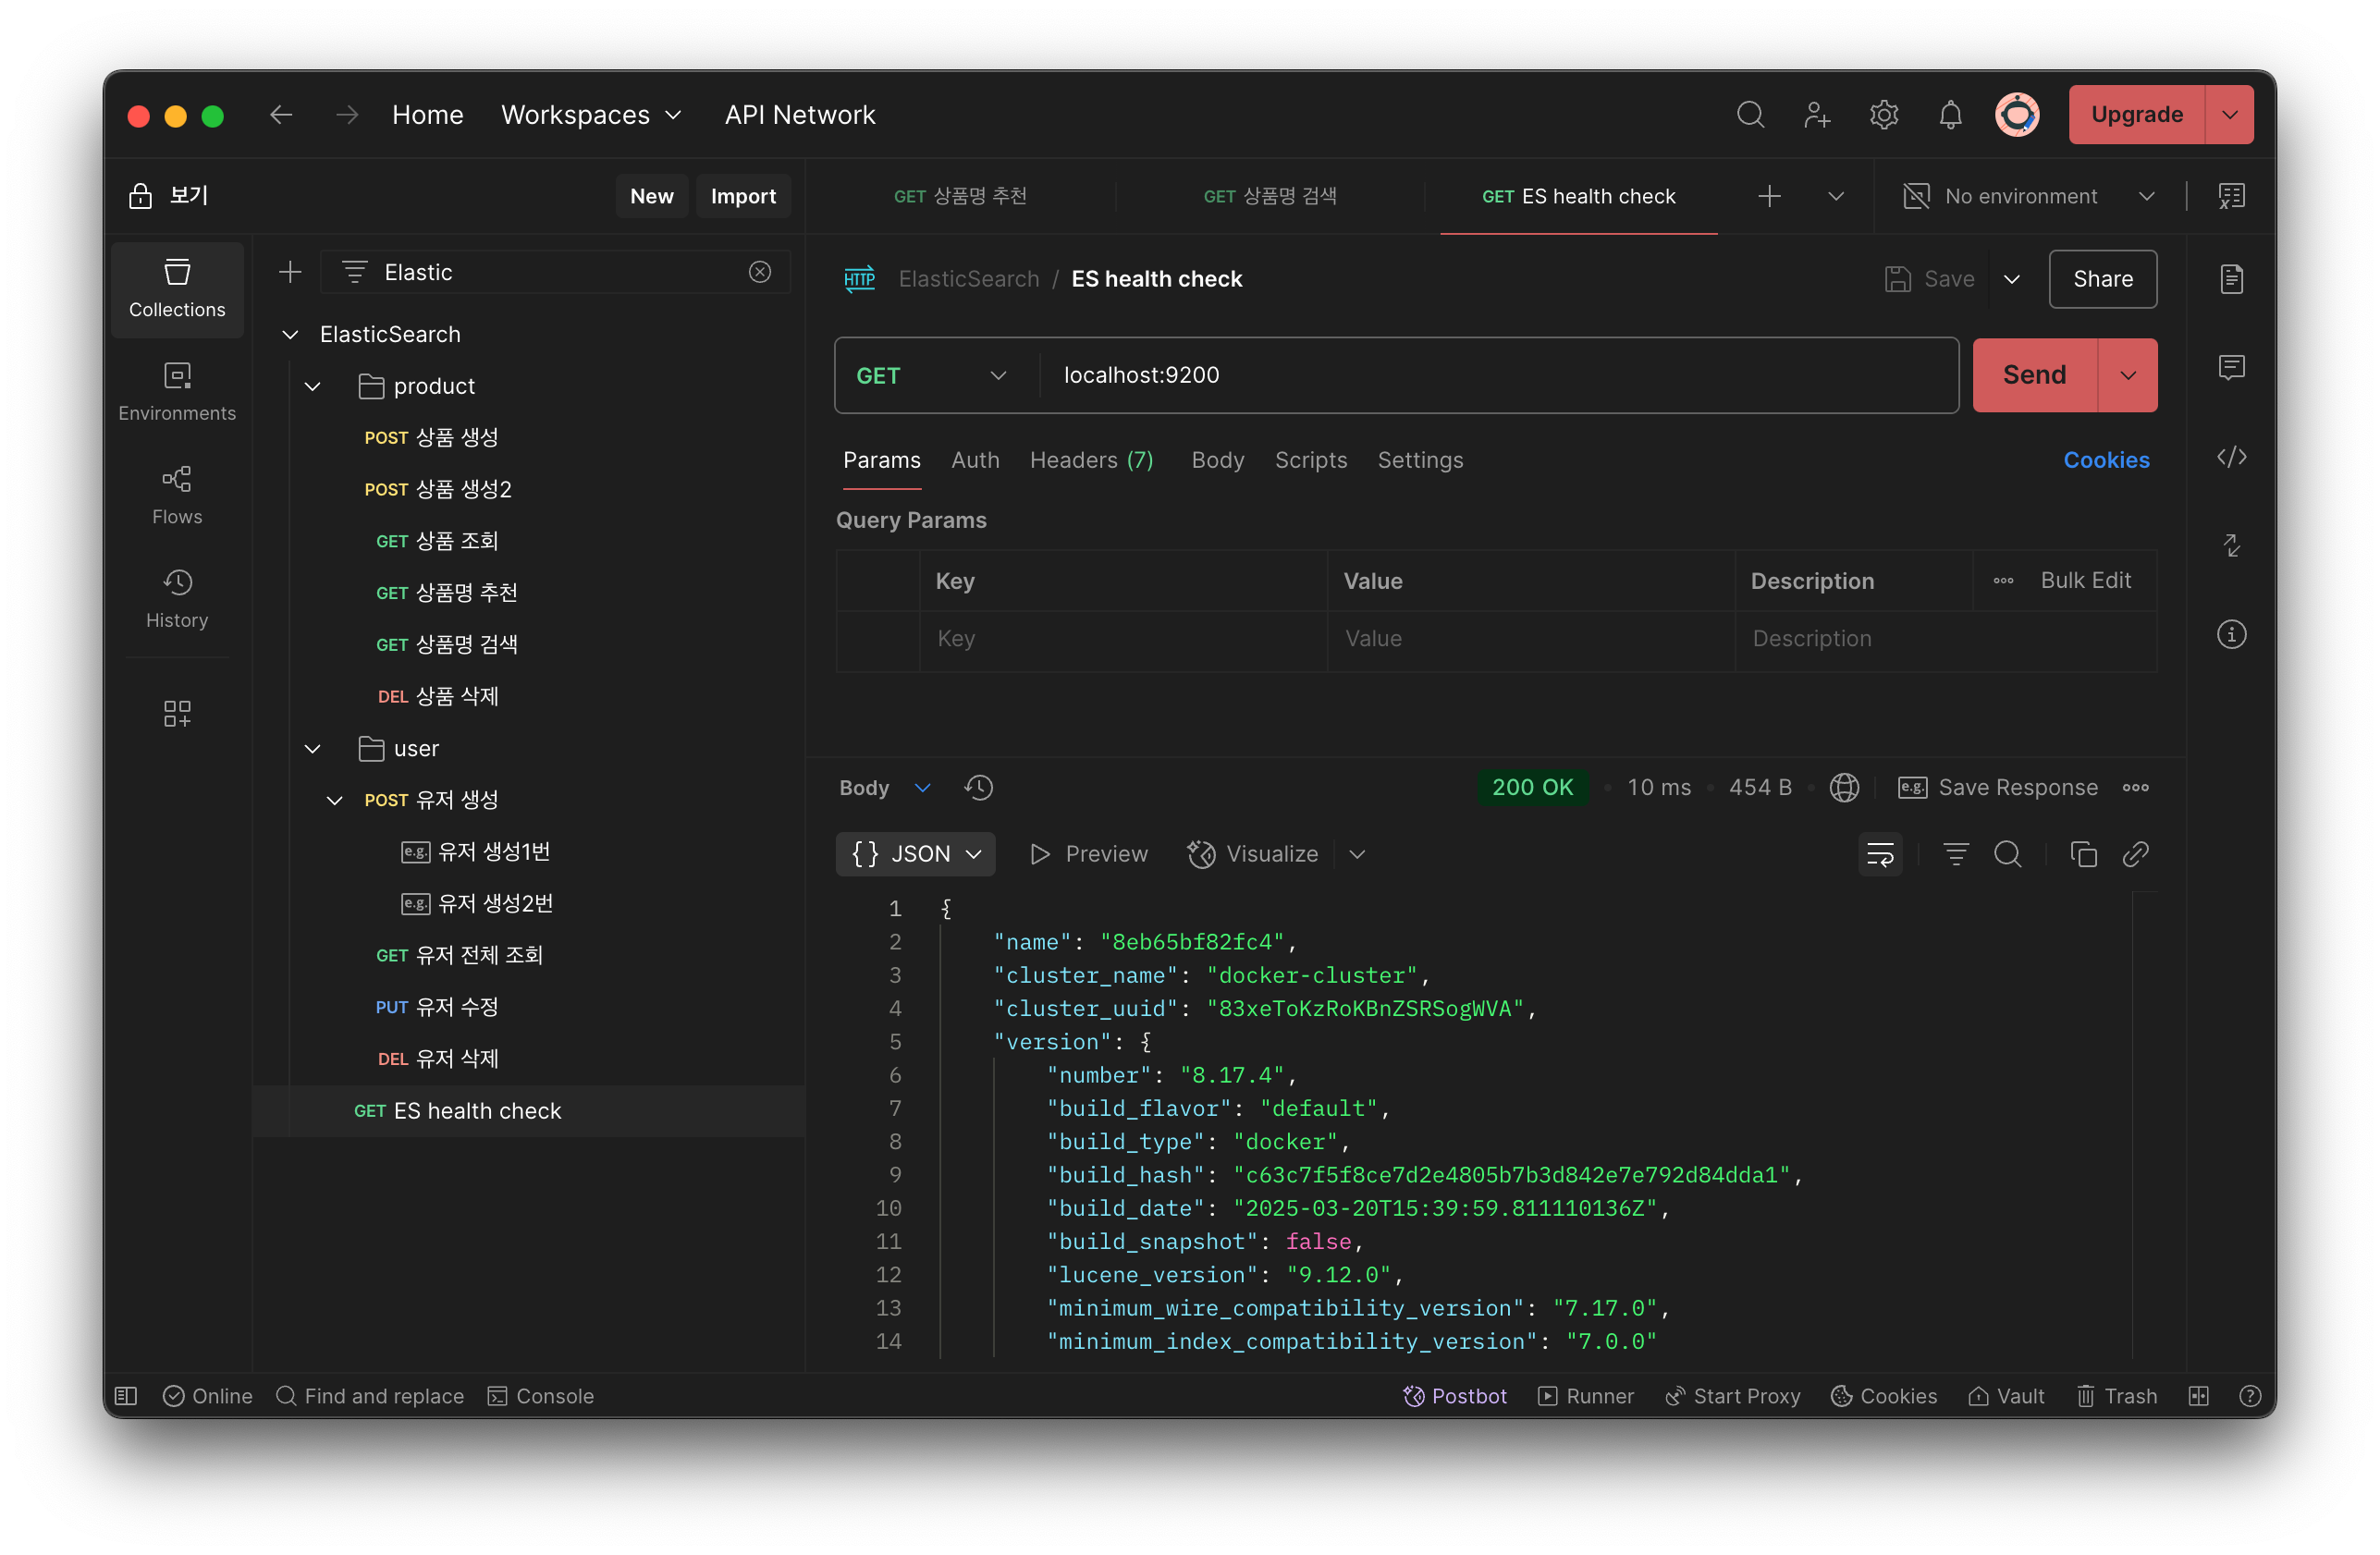 Home Workspaces API Network Upgrade
보기 New Import
GET 상품명 추천 GET 상품명 검색 GET ES health check No environment
Collections
Environments
Flows
History
Elastic
ElasticSearch
product
POST 상품 생성
POST 상품 생성2
GET 상품 조회
GET 상품명 추천
GET 상품명 검색
DEL 상품 삭제
user
POST 유저 생성
e.g. 유저 생성1번
e.g. 유저 생성2번
GET 유저 전체 조회
PUT 유저 수정
DEL 유저 삭제
GET ES health check
HTTP ElasticSearch / ES health check Save Share
GET localhost:9200 Send
Params Auth Headers (7) Body Scripts Settings Cookies
Query Params
Key Value Description Bulk Edit
Key Value Description
Body 200 OK 10 ms 454 B e.g. Save Response
{} JSON Preview Visualize
1 {
2 "name": "8eb65bf82fc4",
3 "cluster_name": "docker-cluster",
4 "cluster_uuid": "83xeToKzRoKBnZSRSogWVA",
5 "version": {
6 "number": "8.17.4",
7 "build_flavor": "default",
8 "build_type": "docker",
9 "build_hash": "c63c7f5f8ce7d2e4805b7b3d842e7e792d84dda1",
10 "build_date": "2025-03-20T15:39:59.811110136Z",
11 "build_snapshot": false,
12 "lucene_version": "9.12.0",
13 "minimum_wire_compatibility_version": "7.17.0",
14 "minimum_index_compatibility_version": "7.0.0"
Online Find and replace Console Postbot Runner Start Proxy Cookies Vault Trash